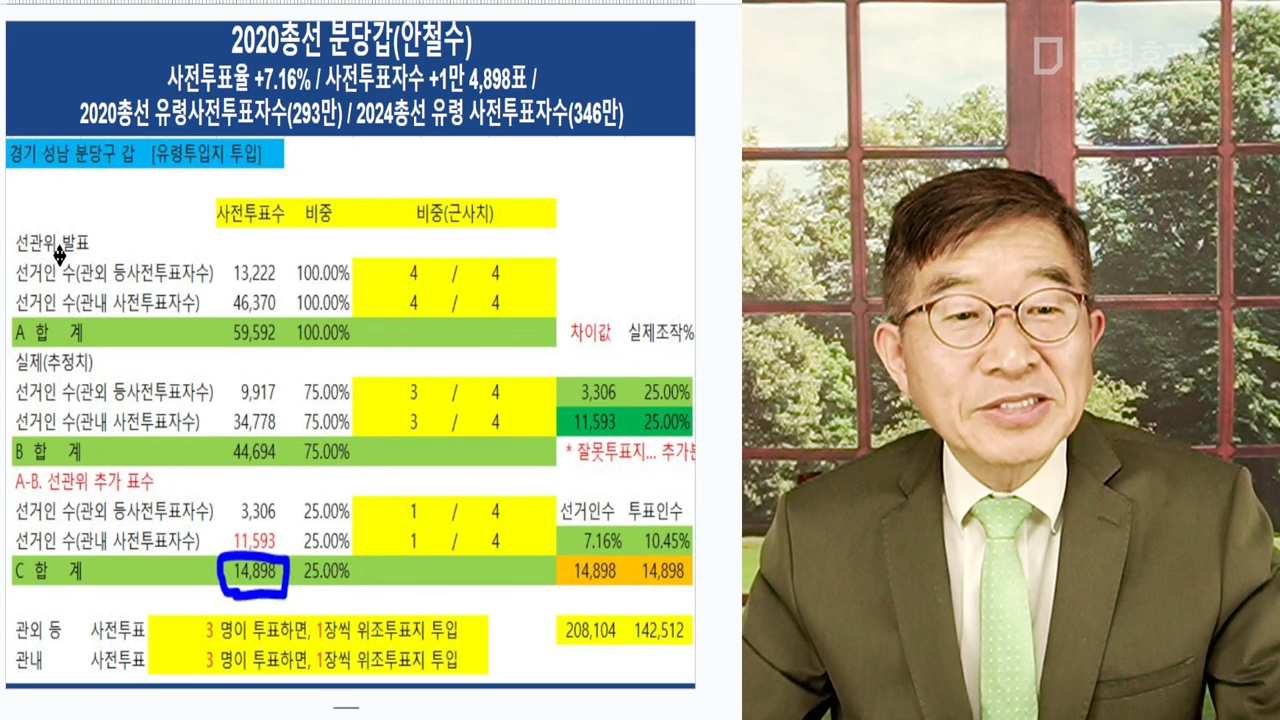 2020총선 분당갑(안철수)
사전투표율 +7.16% / 사전투표자수 +1만 4,898표 /
2020총선 유령사전투표자수(293만) / 2024총선 유령 사전투표자수(346만)
경기 성남 분당구 갑 [유령투입지 투입]
사전투표수 비중 비중(근사치)
선관위 발표
선거인 수(관외 등사전투표자수) 13,222 100.00% 4 / 4
선거인 수(관내 사전투표자수) 46,370 100.00% 4 / 4
A 합 계 59,592 100.00% 차이값 실제조작%
실제(추정치)
선거인 수(관외 등사전투표자수) 9,917 75.00% 3 / 4 3,306 25.00%
선거인 수(관내 사전투표자수) 34,778 75.00% 3 / 4 11,593 25.00%
B 합 계 44,694 75.00% * 잘못투표지... 추가
A-B. 선관위 추가 표수
선거인 수(관외 등사전투표자수) 3,306 25.00% 1 / 4 선거인수 투표인수
선거인 수(관내 사전투표자수) 11,593 25.00% 1 / 4 7.16% 10.45%
C 합 계 14,898 25.00% 14,898 14,898
관외 등 사전투표 3 명이 투표하면, 1장씩 위조투표지 투입 208,104 142,512
관내 사전투표 3 명이 투표하면, 1장씩 위조투표지 투입